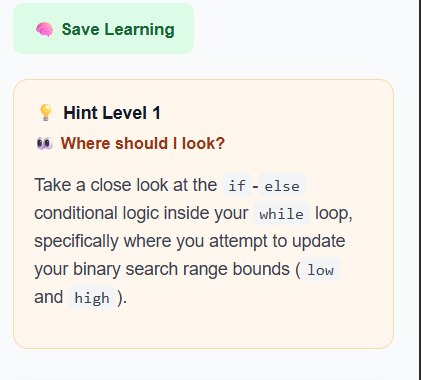 🧠 Save Learning
💡 Hint Level 1
👀 Where should I look?
Take a close look at the if - else
conditional logic inside your while loop,
specifically where you attempt to update
your binary search range bounds ( low
and high ).